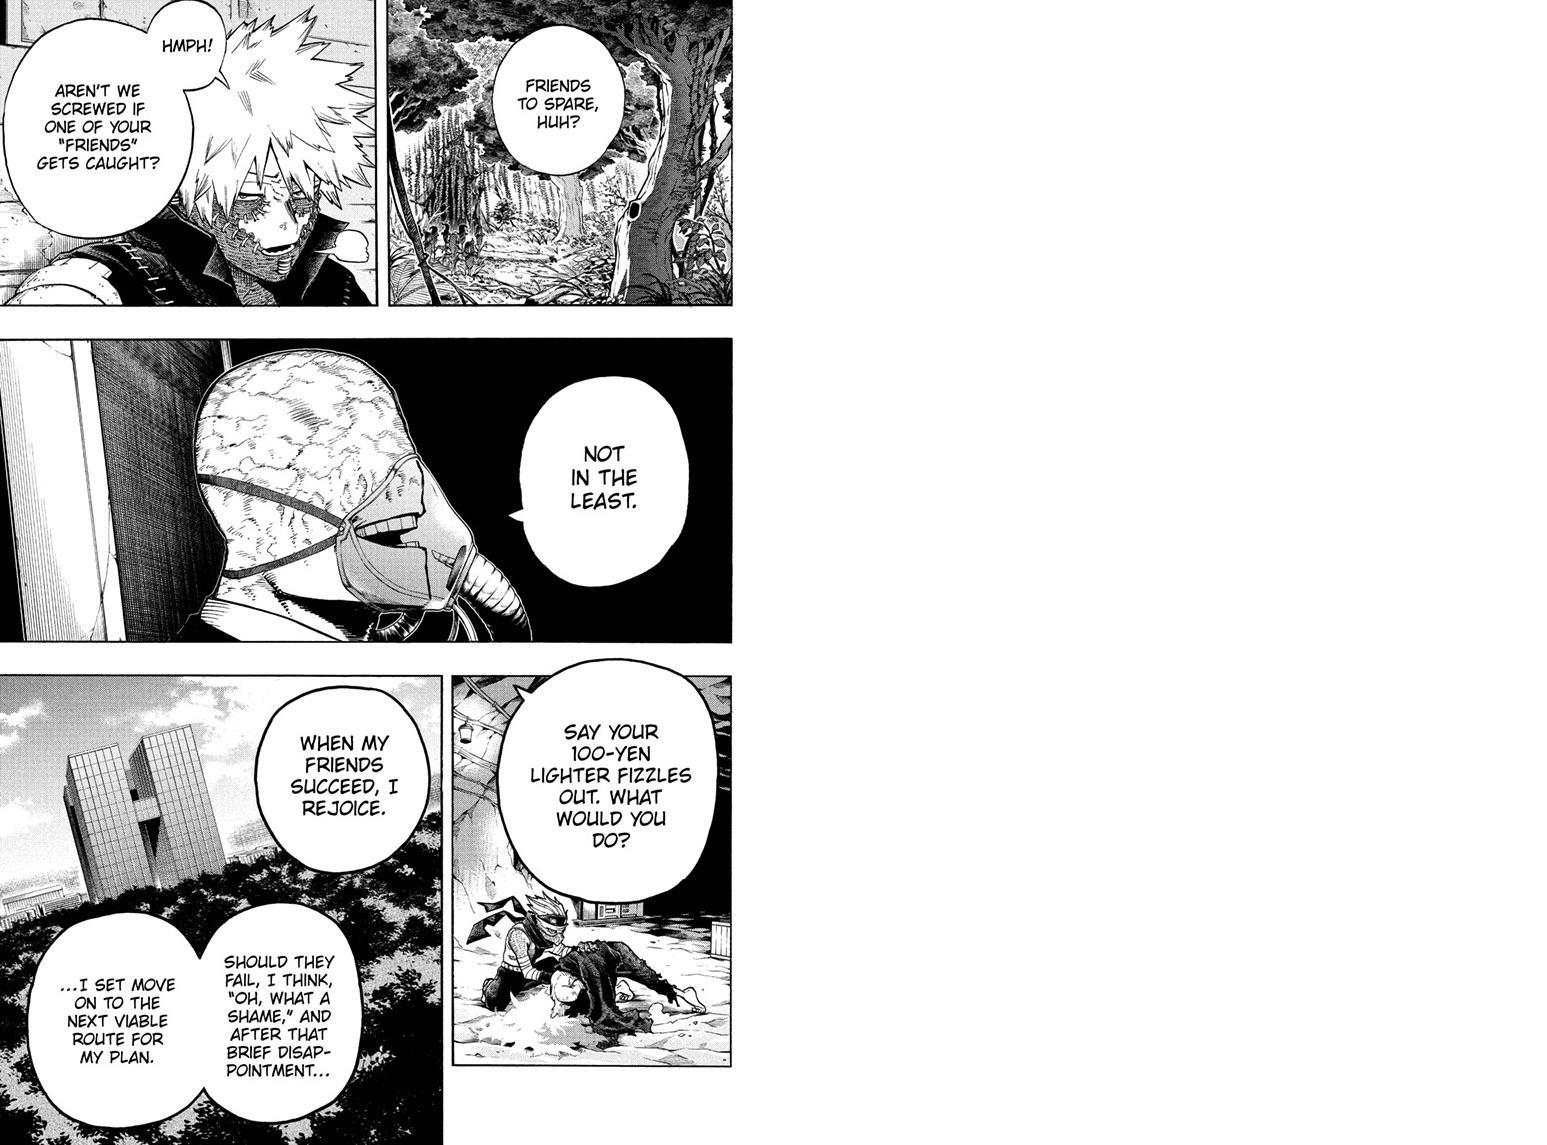 FRIENDS
TO SPARE,
HUH?
HMPH!
AREN'T WE
SCREWED IF
ONE OF YOUR
"FRIENDS"
GETS CAUGHT?
NOT
IN THE
LEAST.
SAY YOUR
100-YEN
LIGHTER FIZZLES
OUT. WHAT
WOULD YOU
DO?
WHEN MY
FRIENDS
SUCCEED, I
REJOICE.
SHOULD THEY
FAIL, I THINK,
"OH, WHAT A
SHAME," AND
AFTER THAT
BRIEF DISAP-
POINTMENT...
...I SET MOVE
ON TO THE
NEXT VIABLE
ROUTE FOR
MY PLAN.